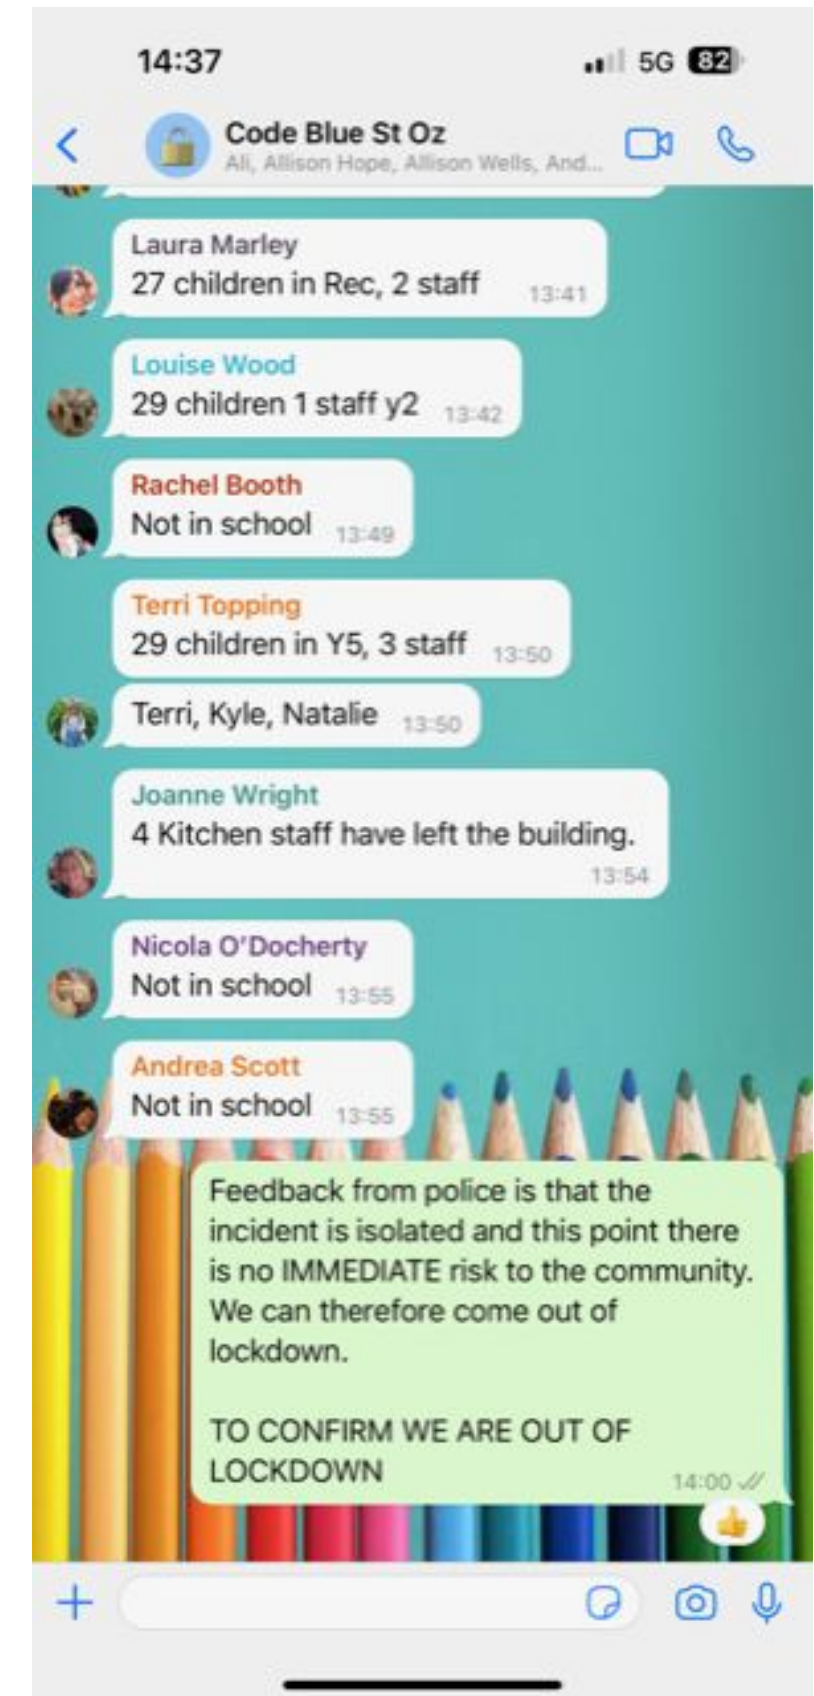 14:37
5G 82
Code Blue St Oz
Ali, Allison Hope, Allison Wells, And...
Laura Marley
27 children in Rec, 2 staff 13:41
Louise Wood
29 children 1 staff y2 13:42
Rachel Booth
Not in school 13:49
Terri Topping
29 children in Y5, 3 staff 13:50
Terri, Kyle, Natalie 13:50
Joanne Wright
4 Kitchen staff have left the building.
13:54
Nicola O'Docherty
Not in school 13:55
Andrea Scott
Not in school 13:55
Feedback from police is that the
incident is isolated and this point there
is no IMMEDIATE risk to the community.
We can therefore come out of
lockdown.
TO CONFIRM WE ARE OUT OF
LOCKDOWN
14:00